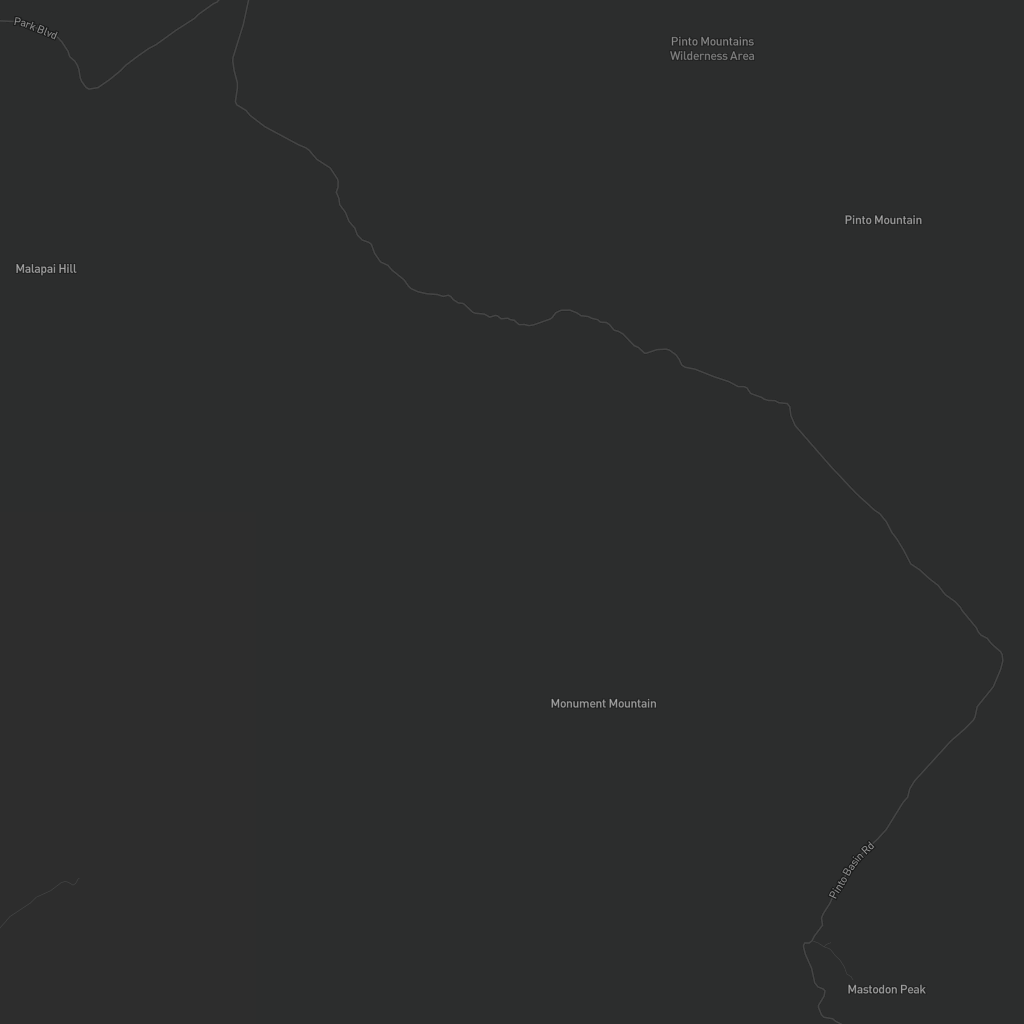 Park Blvd
Pinto Mountains
Wilderness Area
Pinto Mountain
Malapai Hill
Monument Mountain
Pinto Basin Rd
Mastodon Peak